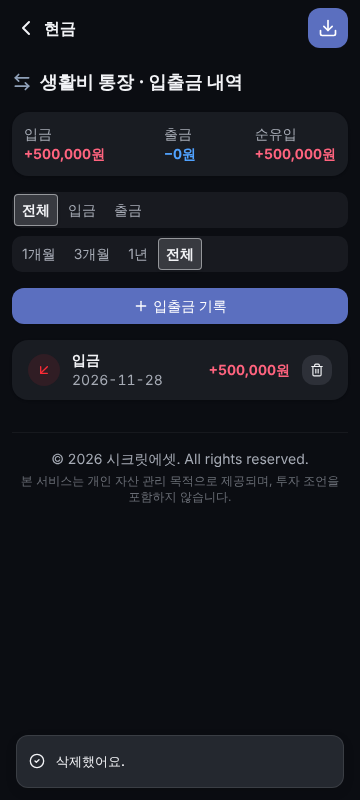 현금
생활비 통장 · 입출금 내역
입금 출금 순유입
+500,000원 −0원 +500,000원
전체 입금 출금
1개월 3개월 1년 전체
+ 입출금 기록
입금
2026-11-28
+500,000원
© 2026 시크릿에셋. All rights reserved.
본 서비스는 개인 자산 관리 목적으로 제공되며, 투자 조언을
포함하지 않습니다.
삭제했어요.